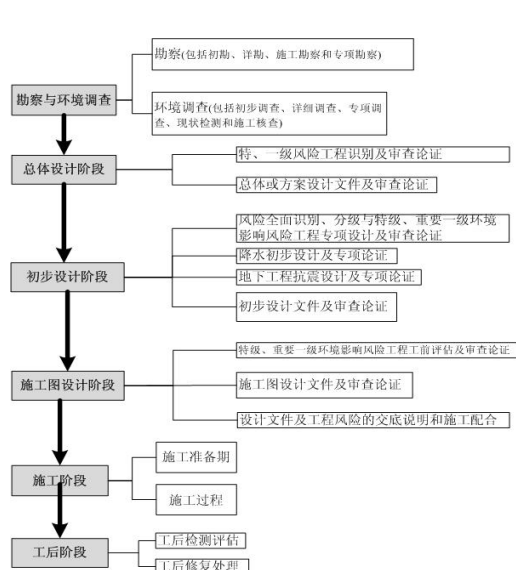 勘察(包括初勘、详勘、施工勘察和专项勘察)
勘察与环境调查
环境调查(包括初步调查、详细调查、专项调
查、现状检测和施工核查)
总体设计阶段
特、一级风险工程识别及审查论证
总体或方案设计文件及审查论证
初步设计阶段
风险全面识别、分级与特级、重要一级环境
影响风险工程专项设计及审查论证
降水初步设计及专项论证
地下工程抗震设计及专项论证
初步设计文件及审查论证
施工图设计阶段
特级、重要一级环境影响风险工程工前评估及审查论证
施工图设计文件及审查论证
设计文件及工程风险的交底说明和施工配合
施工阶段
施工准备期
施工过程
工后阶段
工后检测评估
工后修复处理